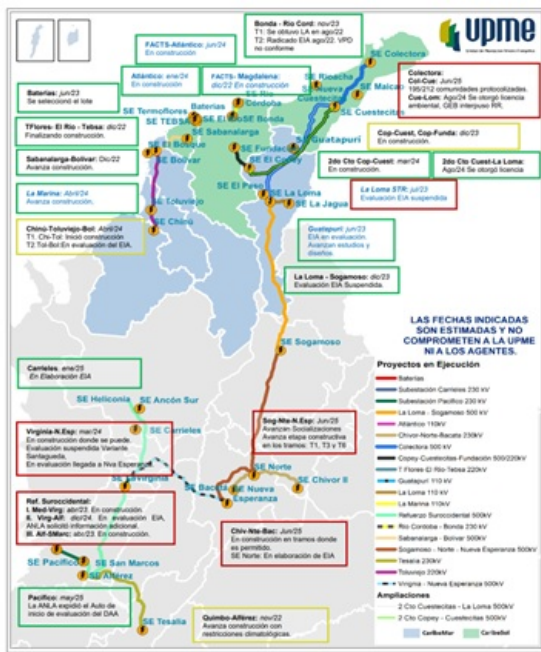 upme
Bonda - Rio Cord: nov/23
T1: Se obtuvo LA en ago/22
T2: Radicado EIA ago/22. VPD
no conforme
FACTS-Atlántico: jun/24
En construcción
Atlántico: ene/24
En construcción
FACTS- Magdalena:
dic/22 En construcción
Baterías: jun/23
Se seleccionó el lote
TFlores- El Rio - Tebsa: dic/22
Finalizando construcción.
Sabanalarga-Bolivar: Dic/22
Avanza construcción.
La Marina: Abril/24
Avanza construcción.
Chinú-Toluviejo-Bol: Abril/24
T1. Chi-Tol: Inició construcción
T2 Tol-Bol:En evaluación del EIA.
Colectora:
Col-Cue: Jun/25
195/212 comunidades protocolizadas.
Cue-Lom: Ago/24 Se otorgó licencia
ambiental, GEB interpuso RR.
Cop-Cuest, Cop-Funda: dic/23
En construcción
2do Cto Cop-Cuest: mar/24
En construcción.
2do Cto Cuest-La Loma:
Ago/24 Se otorgó licencia
La Loma STR: jul/23
Evaluación EIA suspendida
Guatapurí: jun/23
EIA en evaluación.
Avanzan estudios y
diseños.
La Loma - Sogamoso: dic/23
Evaluación EIA Suspendida.
SE Colectora
SE Rioacha
SE Nueva
Cuestecitas
SE Maicao
SE Cuestecitas
SE Río
Córdoba
SE Bonda
SE Termoflores
Baterías
SE TEBSA
SE El Rio
SE Sabanalarga
SE El Bosque
SE Bolívar
SE Fundación
SE Guatapurí
SE El Copey
SE El Paso
SE La Loma
SE La Jagua
SE Toluviejo
SE Chinú
SE Sogamoso
LAS FECHAS INDICADAS
SON ESTIMADAS Y NO
COMPROMETEN A LA UPME
NI A LOS AGENTES.
Carrieles. ene/25
En Elaboración EIA
SE Heliconia
SE Ancón Sur
SE Carrieles
Virginia-N.Esp: mar/24
En construcción donde se puede.
Evaluación suspendida Variante
Santagueda,
En evaluación llegada a Nva Esperanza.
Sog-Nte-N.Esp: Jun/25
Avanzan Socializaciones
Avanza etapa constructiva
en los tramos: T1, T3 y T8
SE LaVirginia
SE Norte
SE Bacatá
SE Nueva
Esperanza
SE Chivor II
Ref. Suroccidental:
I. Med-Virg: abr/23. En construcción.
II. Virg-Alf: dic/24. En evaluación EIA,
ANLA solicitó información adicional.
III. Alf-SMarc: abr/23. En construcción.
Chiv-Nte-Bac: Jun/25
En construcción en tramos donde
es permitido.
SE Norte: En elaboración de EIA
SE Pacífico
SE San Marcos
SE Alférez
SE Tesalia
Pacífico: may/25
La ANLA expidió el Auto de
inicio de evaluación del DAA
Quimbo-Alférez: nov/22
Avanza construcción con
restricciones climatológicas.
Proyectos en Ejecución
Baterías
Subestación Carrieles 230 kV
Subestación Pacífico 230 kV
La Loma - Sogamoso 500 kV
Atlántico 110kV
Chivor-Norte-Bacata 230kV
Colectora 500 kV
Copey-Cuestecitas-Fundación 500/220kV
T Flores El Río Tebsa 220kV
Guatapurí 110 kV
La Loma 110 kV
La Marina 110kV
Refuerzo Suroccidental 500kV
Río Córdoba - Bonda 230 kV
Sabanalarga - Bolívar 500kV
Sogamoso - Norte - Nueva Esperanza 500kV
Tesalia 230kV
Toluviejo 220kV
Virginia - Nueva Esperanza 500kV
Ampliaciones
2 Cto Cuestecitas - La Loma 500kV
2 Cto Copey - Cuestecitas 500kV
CaribeMar
CaribeSol